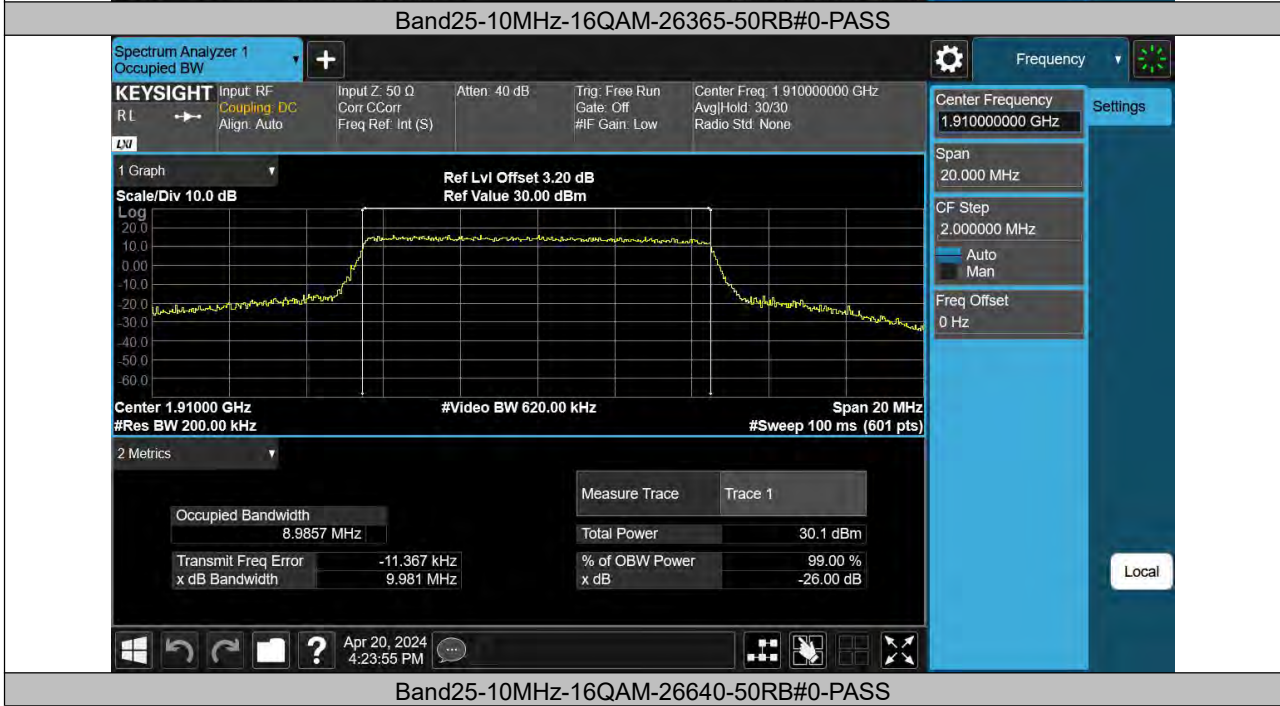 Band25-10MHz-16QAM-26365-50RB#0-PASS
Spectrum Analyzer 1
Occupied BW
+
Frequency
KEYSIGHT
RL
LXI
Input: RF
Coupling: DC
Align: Auto
Input Z: 50 Ω
Corr CCorr
Freq Ref: Int (S)
Atten: 40 dB
Trig: Free Run
Gate: Off
#IF Gain: Low
Center Freq: 1.910000000 GHz
Avg|Hold: 30/30
Radio Std: None
Center Frequency
1.910000000 GHz
Settings
Span
20.000 MHz
CF Step
2.000000 MHz
Auto
Man
Freq Offset
0 Hz
Local
1 Graph
Scale/Div 10.0 dB
Ref Lvl Offset 3.20 dB
Ref Value 30.00 dBm
Log
20.0
10.0
0.00
-10.0
-20.0
-30.0
-40.0
-50.0
-60.0
Center 1.91000 GHz
#Video BW 620.00 kHz
Span 20 MHz
#Res BW 200.00 kHz
#Sweep 100 ms (601 pts)
2 Metrics
Measure Trace Trace 1
Occupied Bandwidth
8.9857 MHz
Total Power 30.1 dBm
Transmit Freq Error -11.367 kHz
% of OBW Power 99.00 %
x dB Bandwidth 9.981 MHz
x dB -26.00 dB
?
Apr 20, 2024
4:23:55 PM
Band25-10MHz-16QAM-26640-50RB#0-PASS